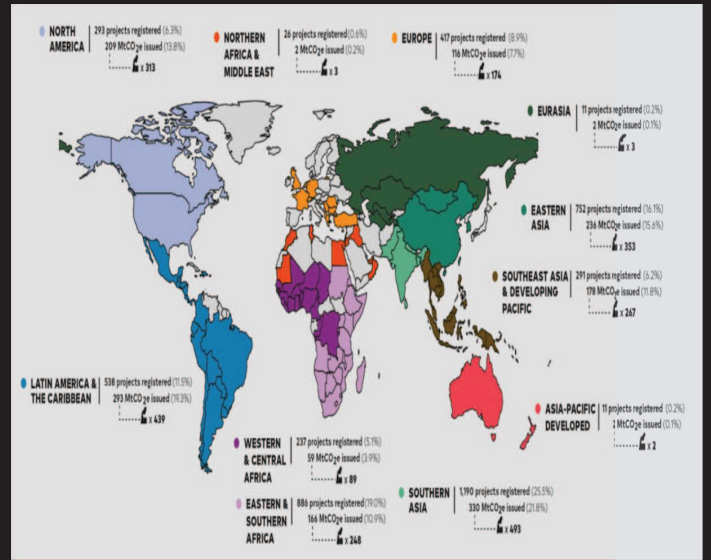 NORTH
AMERICA
293 projects registered (6.3%)
209 MtCO2e issued (13.8%)
x 313
NORTHERN
AFRICA &
MIDDLE EAST
26 projects registered (0.6%)
2 MtCO2e issued (0.2%)
x 3
EUROPE
417 projects registered (8.9%)
116 MtCO2e issued (7.7%)
x 174
EURASIA
11 projects registered (0.2%)
2 MtCO2e issued (0.1%)
x 3
EASTERN
ASIA
752 projects registered (16.1%)
236 MtCO2e issued (15.6%)
x 353
SOUTHEAST ASIA
& DEVELOPING
PACIFIC
291 projects registered (6.2%)
178 MtCO2e issued (11.8%)
x 267
LATIN AMERICA &
THE CARIBBEAN
538 projects registered (11.5%)
293 MtCO2e issued (19.3%)
x 439
ASIA-PACIFIC
DEVELOPED
11 projects registered (0.2%)
1 MtCO2e issued (0.1%)
x 2
WESTERN
& CENTRAL
AFRICA
237 projects registered (5.1%)
59 MtCO2e issued (3.9%)
x 89
EASTERN &
SOUTHERN
AFRICA
886 projects registered (19.0%)
166 MtCO2e issued (10.9%)
x 248
SOUTHERN
ASIA
1,190 projects registered (25.5%)
330 MtCO2e issued (21.8%)
x 493